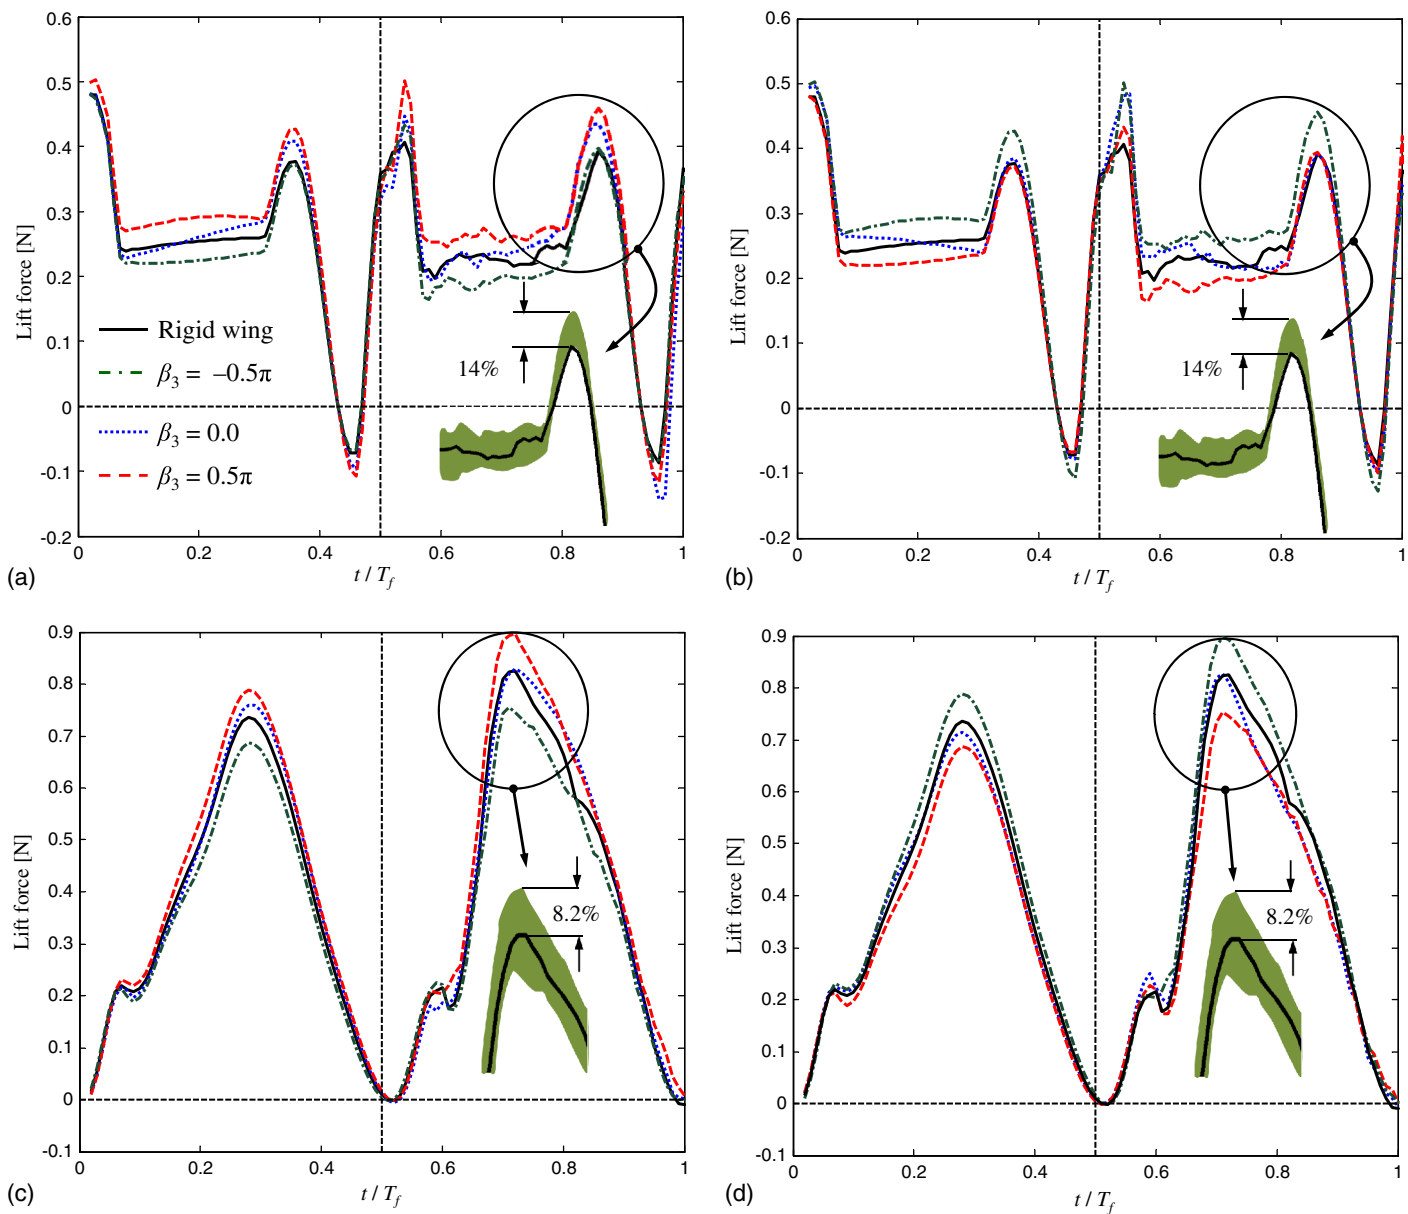 0.6
0.5
0.4
0.3
0.2
0.1
0
-0.1
-0.2
Lift force [N]
Rigid wing
β3 = –0.5π
β3 = 0.0
β3 = 0.5π
14%
0 0.2 0.4 0.6 0.8 1
t / Tf
(a)
0.6
0.5
0.4
0.3
0.2
0.1
0
-0.1
-0.2
Lift force [N]
14%
0 0.2 0.4 0.6 0.8 1
t / Tf
(b)
0.9
0.8
0.7
0.6
0.5
0.4
0.3
0.2
0.1
0
-0.1
Lift force [N]
8.2%
0 0.2 0.4 0.6 0.8 1
t / Tf
(c)
0.9
0.8
0.7
0.6
0.5
0.4
0.3
0.2
0.1
0
-0.1
Lift force [N]
8.2%
0 0.2 0.4 0.6 0.8 1
t / Tf
(d)